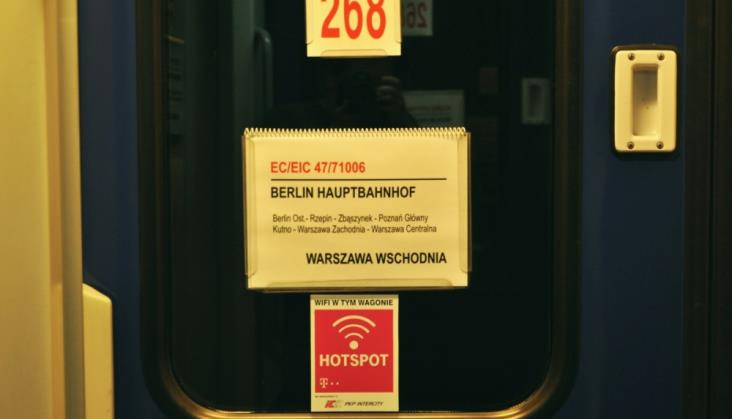 268
EC/EIC 47/71006
BERLIN HAUPTBAHNHOF
Berlin Ost.- Rzepin - Zbąszynek - Poznań Główny
Kutno - Warszawa Zachodnia - Warszawa Centralna
WARSZAWA WSCHODNIA
WIFI W TYM WAGONIE
HOTSPOT
T
PKP INTERCITY